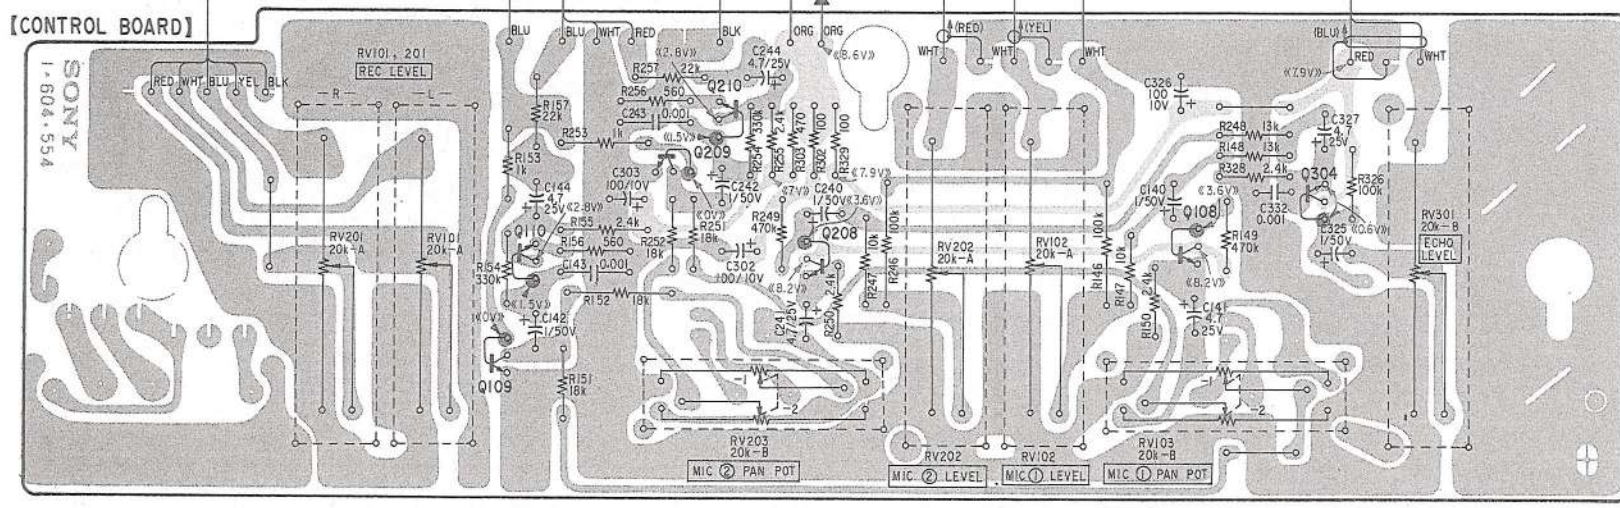 [CONTROL BOARD]
SONY
1-604-554
RED WHT BLU YEL BLK
RV101, 201
REC LEVEL
-R-
-L-
RV201
20k-A
RV101
20k-A
BLU
BLU
WHT
RED
BLK
ORG
ORG
WHT
(RED)
WHT
(YEL)
WHT
(BLU)
RED
WHT
R157
22k
R153
1k
C144
4.7
25V
《2.8V》
Q110
R154
330k
《1.5V》
C142
1/50V
《0V》
Q109
R151
18k
R253
1k
R155
2.4k
R156
560
C143
0.001
R152
18k
R257
22k
《2.8V》
R256
560
C243
0.001
Q210
《1.5V》
Q209
C244
4.7/25V
《8.6V》
C303
100/10V
R252
18k
R251
18k
《0V》
C242
1/50V
C302
100/10V
R254
330k
R255
2.4k
R303
470
R302
100
R329
100
《7.9V》
《7V》
C240
1/50V
《3.6V》
R249
470k
Q208
《8.2V》
C241
4.7/25V
R250
2.4k
R247
10k
R246
100k
RV203
20k-B
MIC ② PAN POT
-1
-2
RV202
20k-A
RV102
20k-A
RV202
MIC ② LEVEL
RV102
MIC ① LEVEL
R146
100k
R147
10k
R150
2.4k
C140
1/50V
《3.6V》
Q108
R149
470k
《8.2V》
C141
4.7
25V
-1
-2
RV103
20k-B
MIC ① PAN POT
C326
100
10V
R248
13k
R148
13k
R328
2.4k
C332
0.001
《7.9V》
C327
4.7
25V
Q304
R326
100k
C325
1/50V
《0.6V》
RV301
20k-B
ECHO
LEVEL